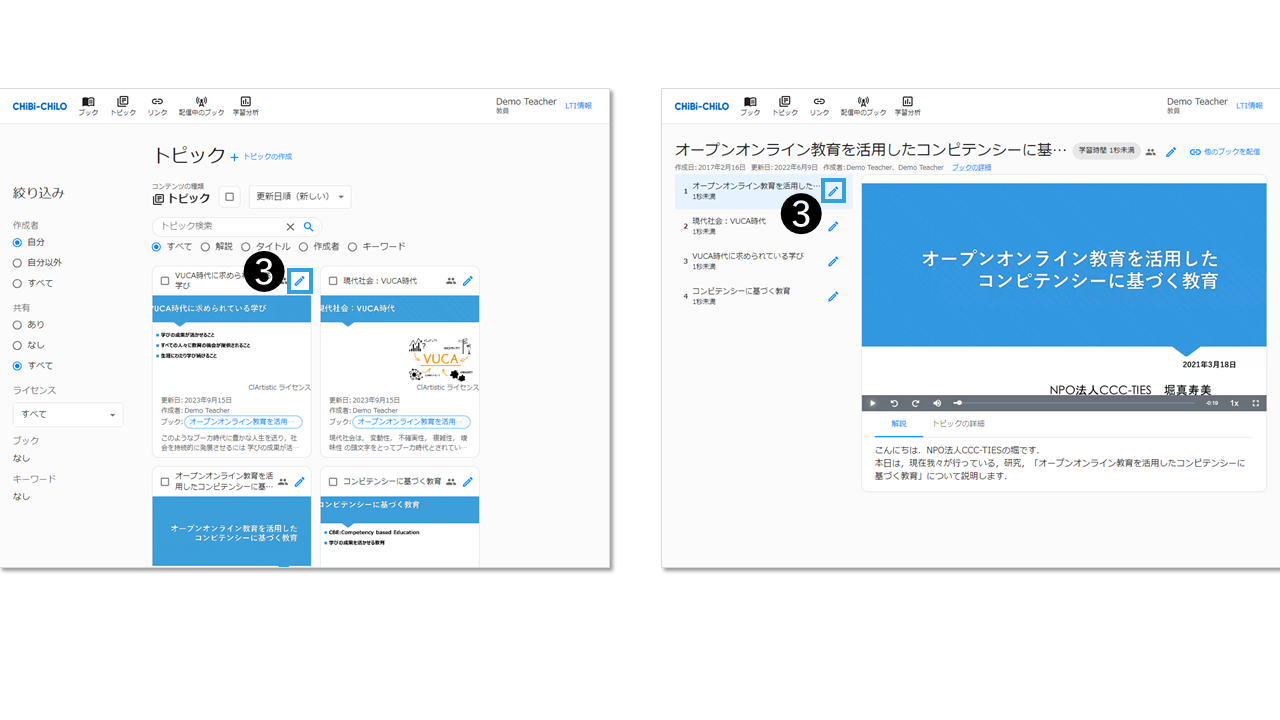 CHiBi-CHiLO
ブック
トピック
リンク
配信中のブック
学習分析
Demo Teacher
教員
LTI情報
トピック
+ トピックの作成
絞り込み
作成者
自分
自分以外
すべて
共有
あり
なし
すべて
ライセンス
すべて
ブック
なし
キーワード
なし
コンテンツの種類
トピック
更新日順（新しい）
トピック検索
すべて
解説
タイトル
作成者
キーワード
3
VUCA時代に求められ
学び
VUCA時代に求められている学び
学びの成果が活かせること
すべての人々に教育の機会が提供されること
生涯にわたり学び続けること
CIArtistic ライセンス
更新日: 2023年9月15日
作成者: Demo Teacher
ブック: オープンオンライン教育を活用…
このようなブーカ時代に豊かな人生を送り，社
会を持続的に発展させるには 学びの成果が活…
現代社会：VUCA時代
現代社会：VUCA時代
VUCA
CIArtistic ライセンス
更新日: 2023年9月15日
作成者: Demo Teacher
ブック: オープンオンライン教育を活用…
現代社会は， 変動性， 不確実性， 複雑性， 曖
昧性 の頭文字をとってブーカ時代とされてい…
オープンオンライン教育を活
用したコンピテンシーに基…
オープンオンライン教育を活用した
コンピテンシーに基づく教育
コンピテンシーに基づく教育
コンピテンシーに基づく教育
CBE:Competency based Education
学びの成果を活かせる教育
CHiBi-CHiLO
ブック
トピック
リンク
配信中のブック
学習分析
Demo Teacher
教員
LTI情報
オープンオンライン教育を活用したコンピテンシーに基…
学習時間 1秒未満
他のブックを配信
作成日: 2017年2月16日 更新日: 2022年6月9日 作成者: Demo Teacher、Demo Teacher ブックの詳細
1 オープンオンライン教育を活用した…
1秒未満
3
2 現代社会：VUCA時代
1秒未満
3 VUCA時代に求められている学び
1秒未満
4 コンピテンシーに基づく教育
1秒未満
オープンオンライン教育を活用した
コンピテンシーに基づく教育
2021年3月18日
NPO法人CCC-TIES 堀真寿美
-0:19
1x
解説
トピックの詳細
こんにちは．NPO法人CCC-TIESの堀です．
本日は，現在我々が行っている，研究，「オープンオンライン教育を活用したコンピテンシーに
基づく教育」について説明します．